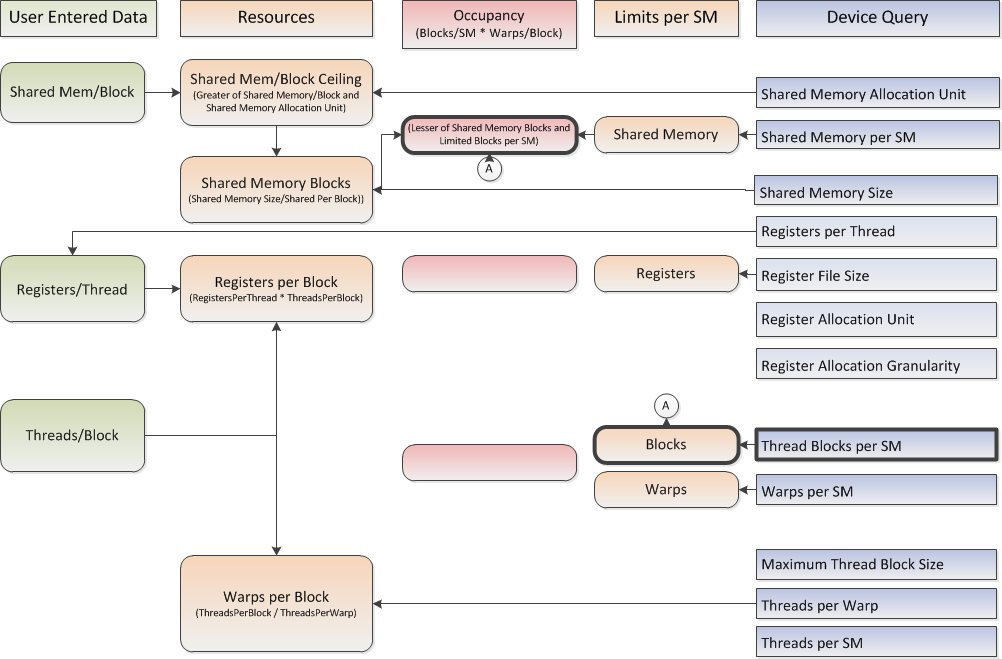 User Entered Data
Resources
Occupancy
(Blocks/SM * Warps/Block)
Limits per SM
Device Query
Shared Mem/Block
Shared Mem/Block Ceiling
(Greater of Shared Memory/Block and
Shared Memory Allocation Unit)
Shared Memory Allocation Unit
(Lesser of Shared Memory Blocks and
Limited Blocks per SM)
Shared Memory
Shared Memory per SM
A
Shared Memory Blocks
(Shared Memory Size/Shared Per Block))
Shared Memory Size
Registers per Thread
Registers/Thread
Registers per Block
(RegistersPerThread * ThreadsPerBlock)
Registers
Register File Size
Register Allocation Unit
Register Allocation Granularity
A
Threads/Block
Blocks
Thread Blocks per SM
Warps
Warps per SM
Maximum Thread Block Size
Warps per Block
(ThreadsPerBlock / ThreadsPerWarp)
Threads per Warp
Threads per SM